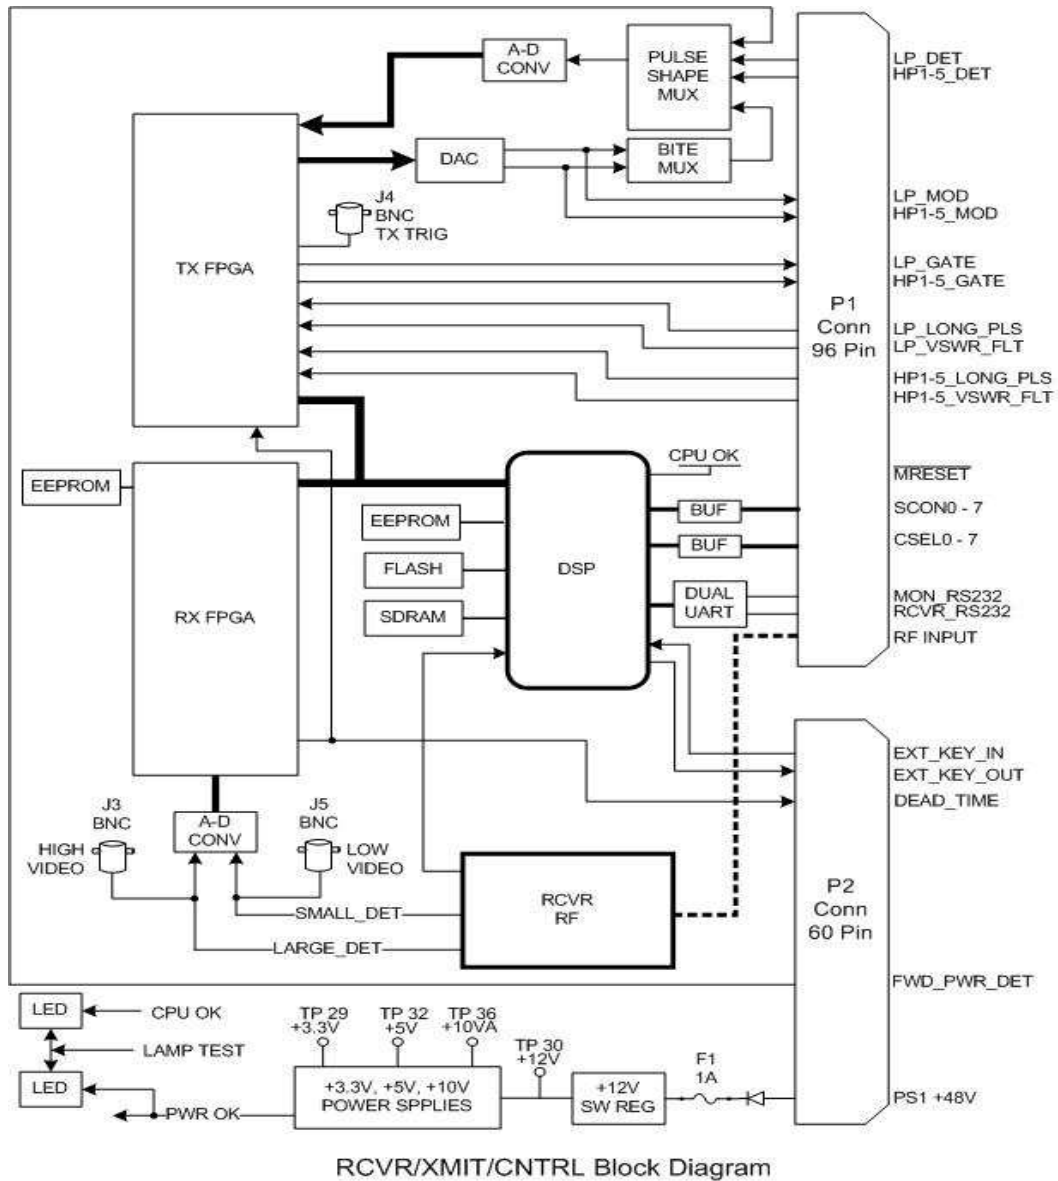 A-D
CONV
PULSE
SHAPE
MUX
LP_DET
HP1-5_DET
DAC
BITE
MUX
J4
BNC
TX TRIG
LP_MOD
HP1-5_MOD
TX FPGA
LP_GATE
HP1-5_GATE
P1
Conn
96 Pin
LP_LONG_PLS
LP_VSWR_FLT
HP1-5_LONG_PLS
HP1-5_VSWR_FLT
EEPROM
CPU OK
MRESET
EEPROM
BUF
SCON0 - 7
FLASH
DSP
BUF
CSEL0 - 7
RX FPGA
SDRAM
DUAL
UART
MON_RS232
RCVR_RS232
RF INPUT
EXT_KEY_IN
EXT_KEY_OUT
DEAD_TIME
J3
BNC
HIGH
VIDEO
A-D
CONV
J5
BNC
LOW
VIDEO
RCVR
RF
P2
Conn
60 Pin
SMALL_DET
LARGE_DET
FWD_PWR_DET
LED
CPU OK
LAMP TEST
LED
PWR OK
TP 29
+3.3V
TP 32
+5V
TP 36
+10VA
TP 30
+12V
+3.3V, +5V, +10V
POWER SPPLIES
+12V
SW REG
F1
1A
PS1 +48V
RCVR/XMIT/CNTRL Block Diagram